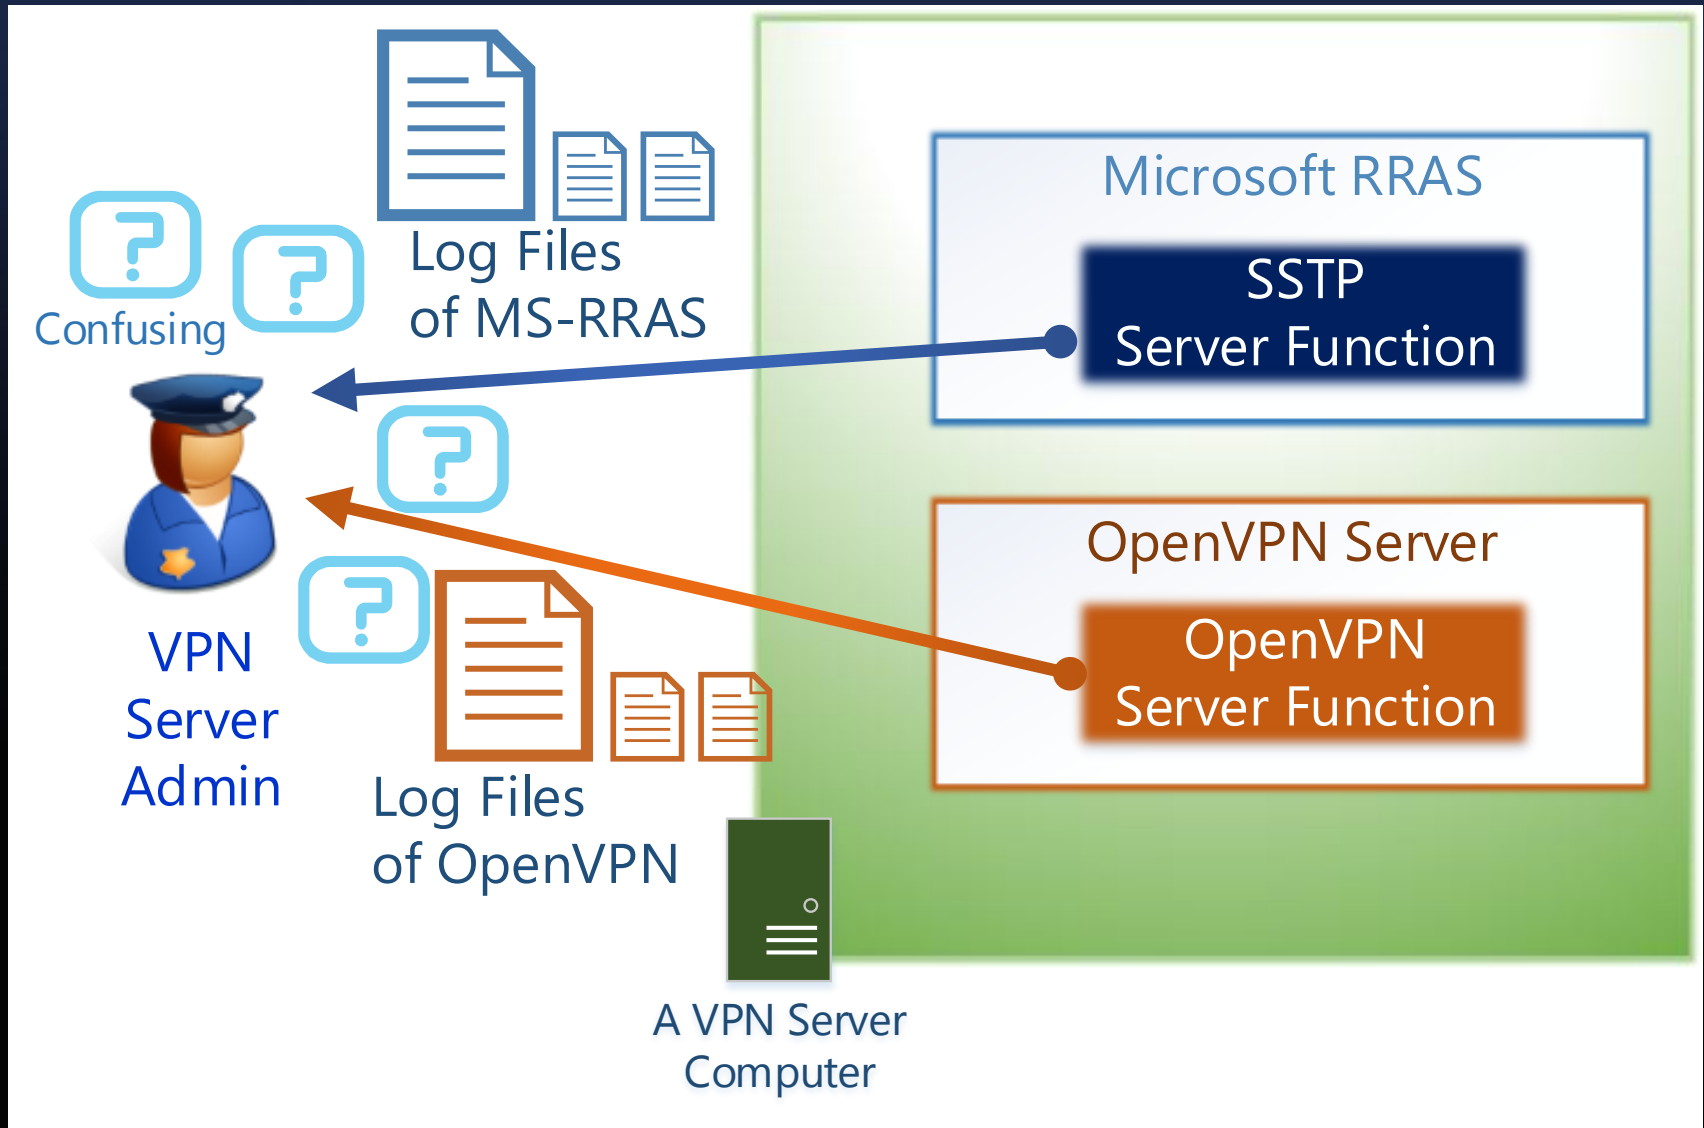 Log Files
of MS-RRAS
Confusing
?
?
?
?
VPN
Server
Admin
Log Files
of OpenVPN
Microsoft RRAS
SSTP
Server Function
OpenVPN Server
OpenVPN
Server Function
A VPN Server
Computer